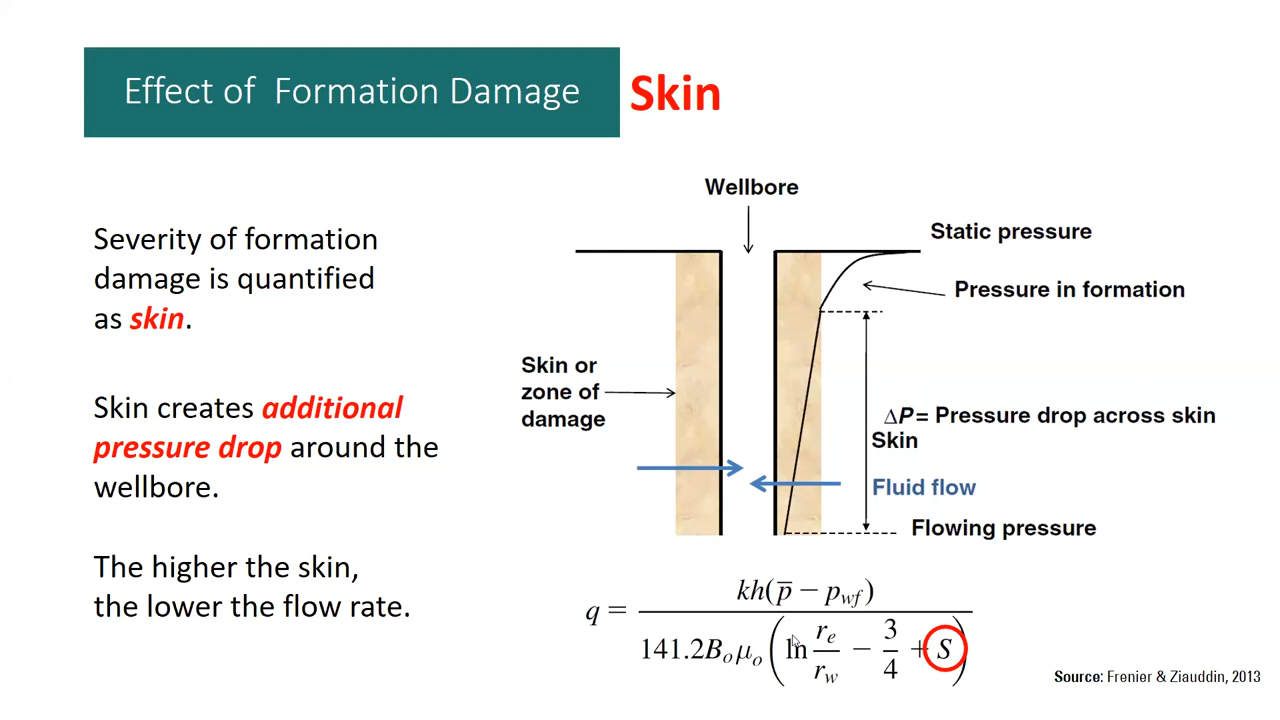 Effect of Formation Damage Skin
Severity of formation
damage is quantified
as skin.
Skin creates additional
pressure drop around the
wellbore.
The higher the skin,
the lower the flow rate.
Wellbore
Static pressure
Pressure in formation
Skin or
zone of
damage
ΔP= Pressure drop across skin
Skin
Fluid flow
Flowing pressure
q = kh(p̅ − p_wf) / 141.2B_oμ_o(ln r_e/r_w − 3/4 + S)
Source: Frenier & Ziauddin, 2013